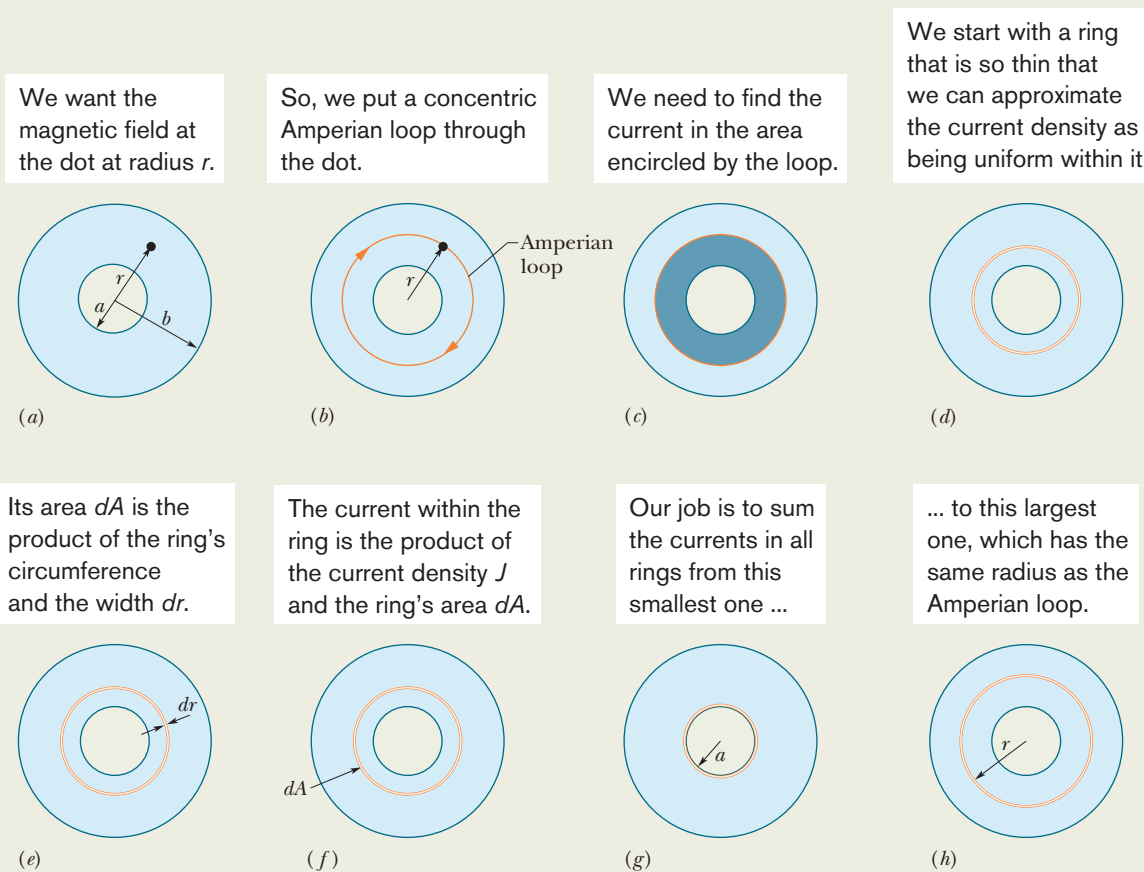 We want the
magnetic field at
the dot at radius r.
So, we put a concentric
Amperian loop through
the dot.
We need to find the
current in the area
encircled by the loop.
We start with a ring
that is so thin that
we can approximate
the current density as
being uniform within it
r
a
b
(a)
Amperian
loop
r
(b)
(c)
(d)
Its area dA is the
product of the ring's
circumference
and the width dr.
The current within the
ring is the product of
the current density J
and the ring's area dA.
Our job is to sum
the currents in all
rings from this
smallest one ...
... to this largest
one, which has the
same radius as the
Amperian loop.
dr
(e)
dA
(f)
a
(g)
r
(h)